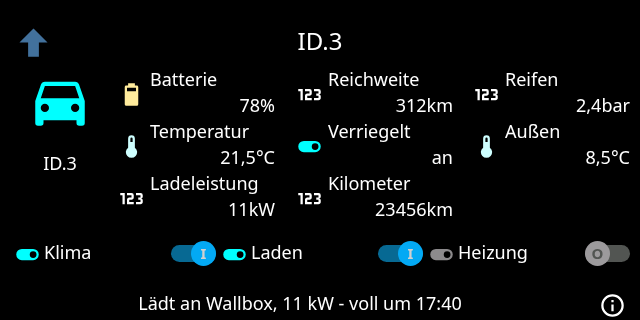 ID.3
Batterie
78%
Reichweite
123
312km
Reifen
123
2,4bar
ID.3
Temperatur
21,5°C
Verriegelt
an
Außen
8,5°C
Ladeleistung
123
11kW
Kilometer
123
23456km
Klima
I
Laden
I
Heizung
O
Lädt an Wallbox, 11 kW - voll um 17:40